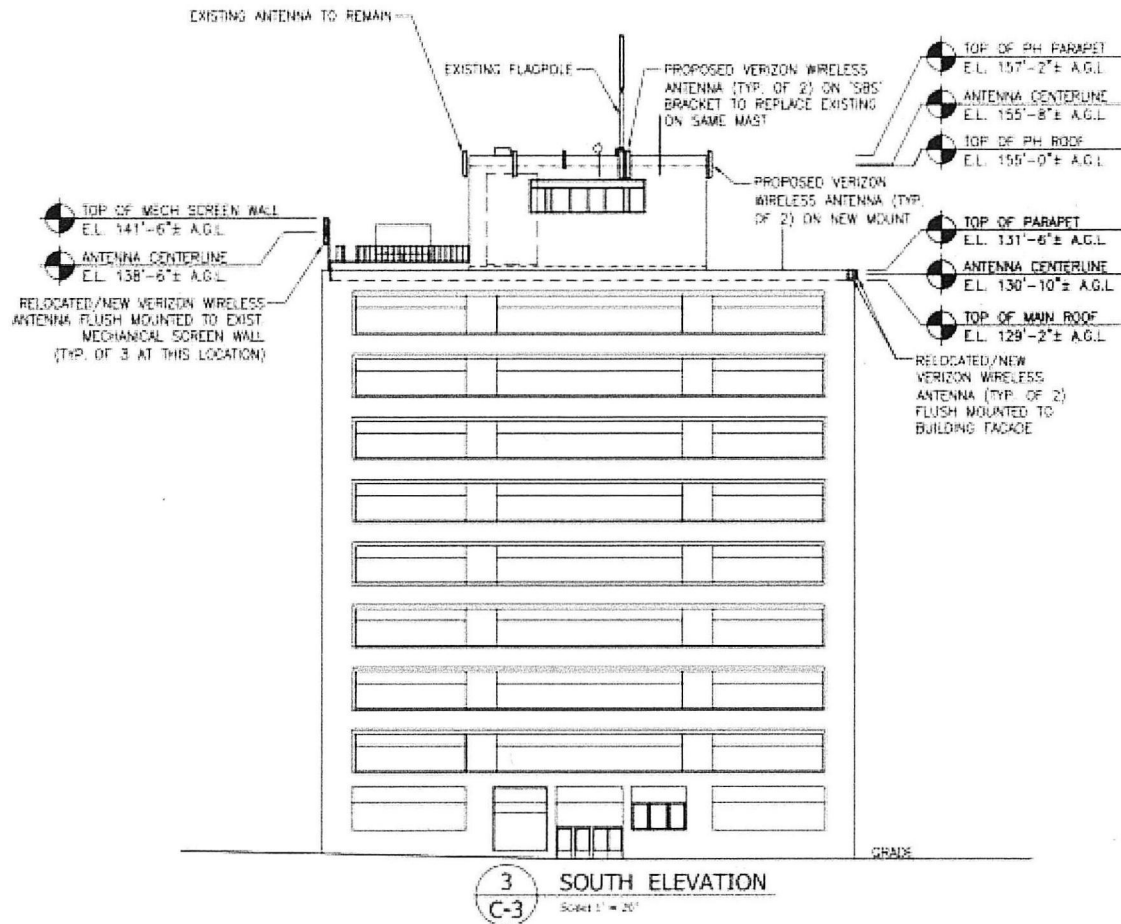 EXISTING ANTENNA TO REMAIN
EXISTING FLAGPOLE
PROPOSED VERIZON WIRELESS
ANTENNA (TYP. OF 2) ON "SBS"
BRACKET TO REPLACE EXISTING
ON SAME MAST
TOP OF PH PARAPET
E.L. 157'-2"± A.G.L.
ANTENNA CENTERLINE
E.L. 155'-8"± A.G.L.
TOP OF PH ROOF
E.L. 155'-0"± A.G.L.
PROPOSED VERIZON
WIRELESS ANTENNA (TYP.
OF 2) ON NEW MOUNT
TOP OF MECH SCREEN WALL
E.L. 141'-6"± A.G.L.
ANTENNA CENTERLINE
E.L. 138'-6"± A.G.L.
RELOCATED/NEW VERIZON WIRELESS
ANTENNA FLUSH MOUNTED TO EXIST.
MECHANICAL SCREEN WALL
(TYP. OF 3 AT THIS LOCATION)
TOP OF PARAPET
E.L. 131'-6"± A.G.L.
ANTENNA CENTERLINE
E.L. 130'-10"± A.G.L.
TOP OF MAIN ROOF
E.L. 129'-2"± A.G.L.
RELOCATED/NEW
VERIZON WIRELESS
ANTENNA (TYP. OF 2)
FLUSH MOUNTED TO
BUILDING FACADE
GRADE
3
C-3
SOUTH ELEVATION
Scale: 1" = 20'